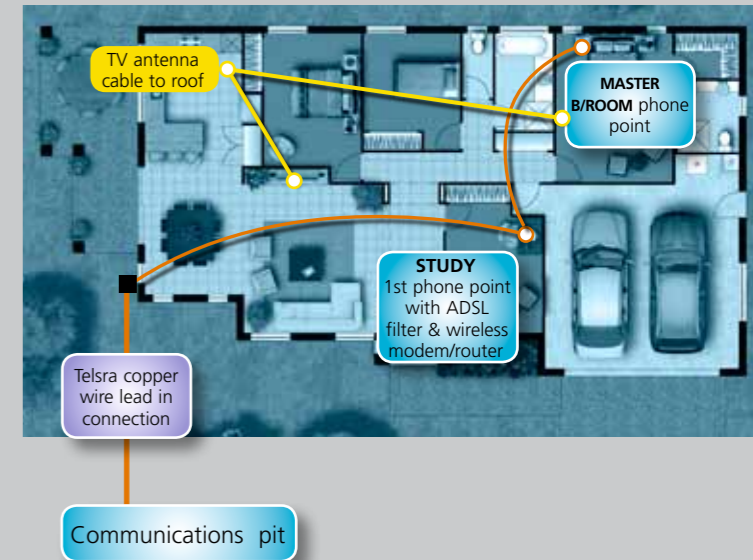 TV antenna
cable to roof
MASTER
B/ROOM phone
point
STUDY
1st phone point
with ADSL
filter & wireless
modem/router
Telsra copper
wire lead in
connection
Communications pit